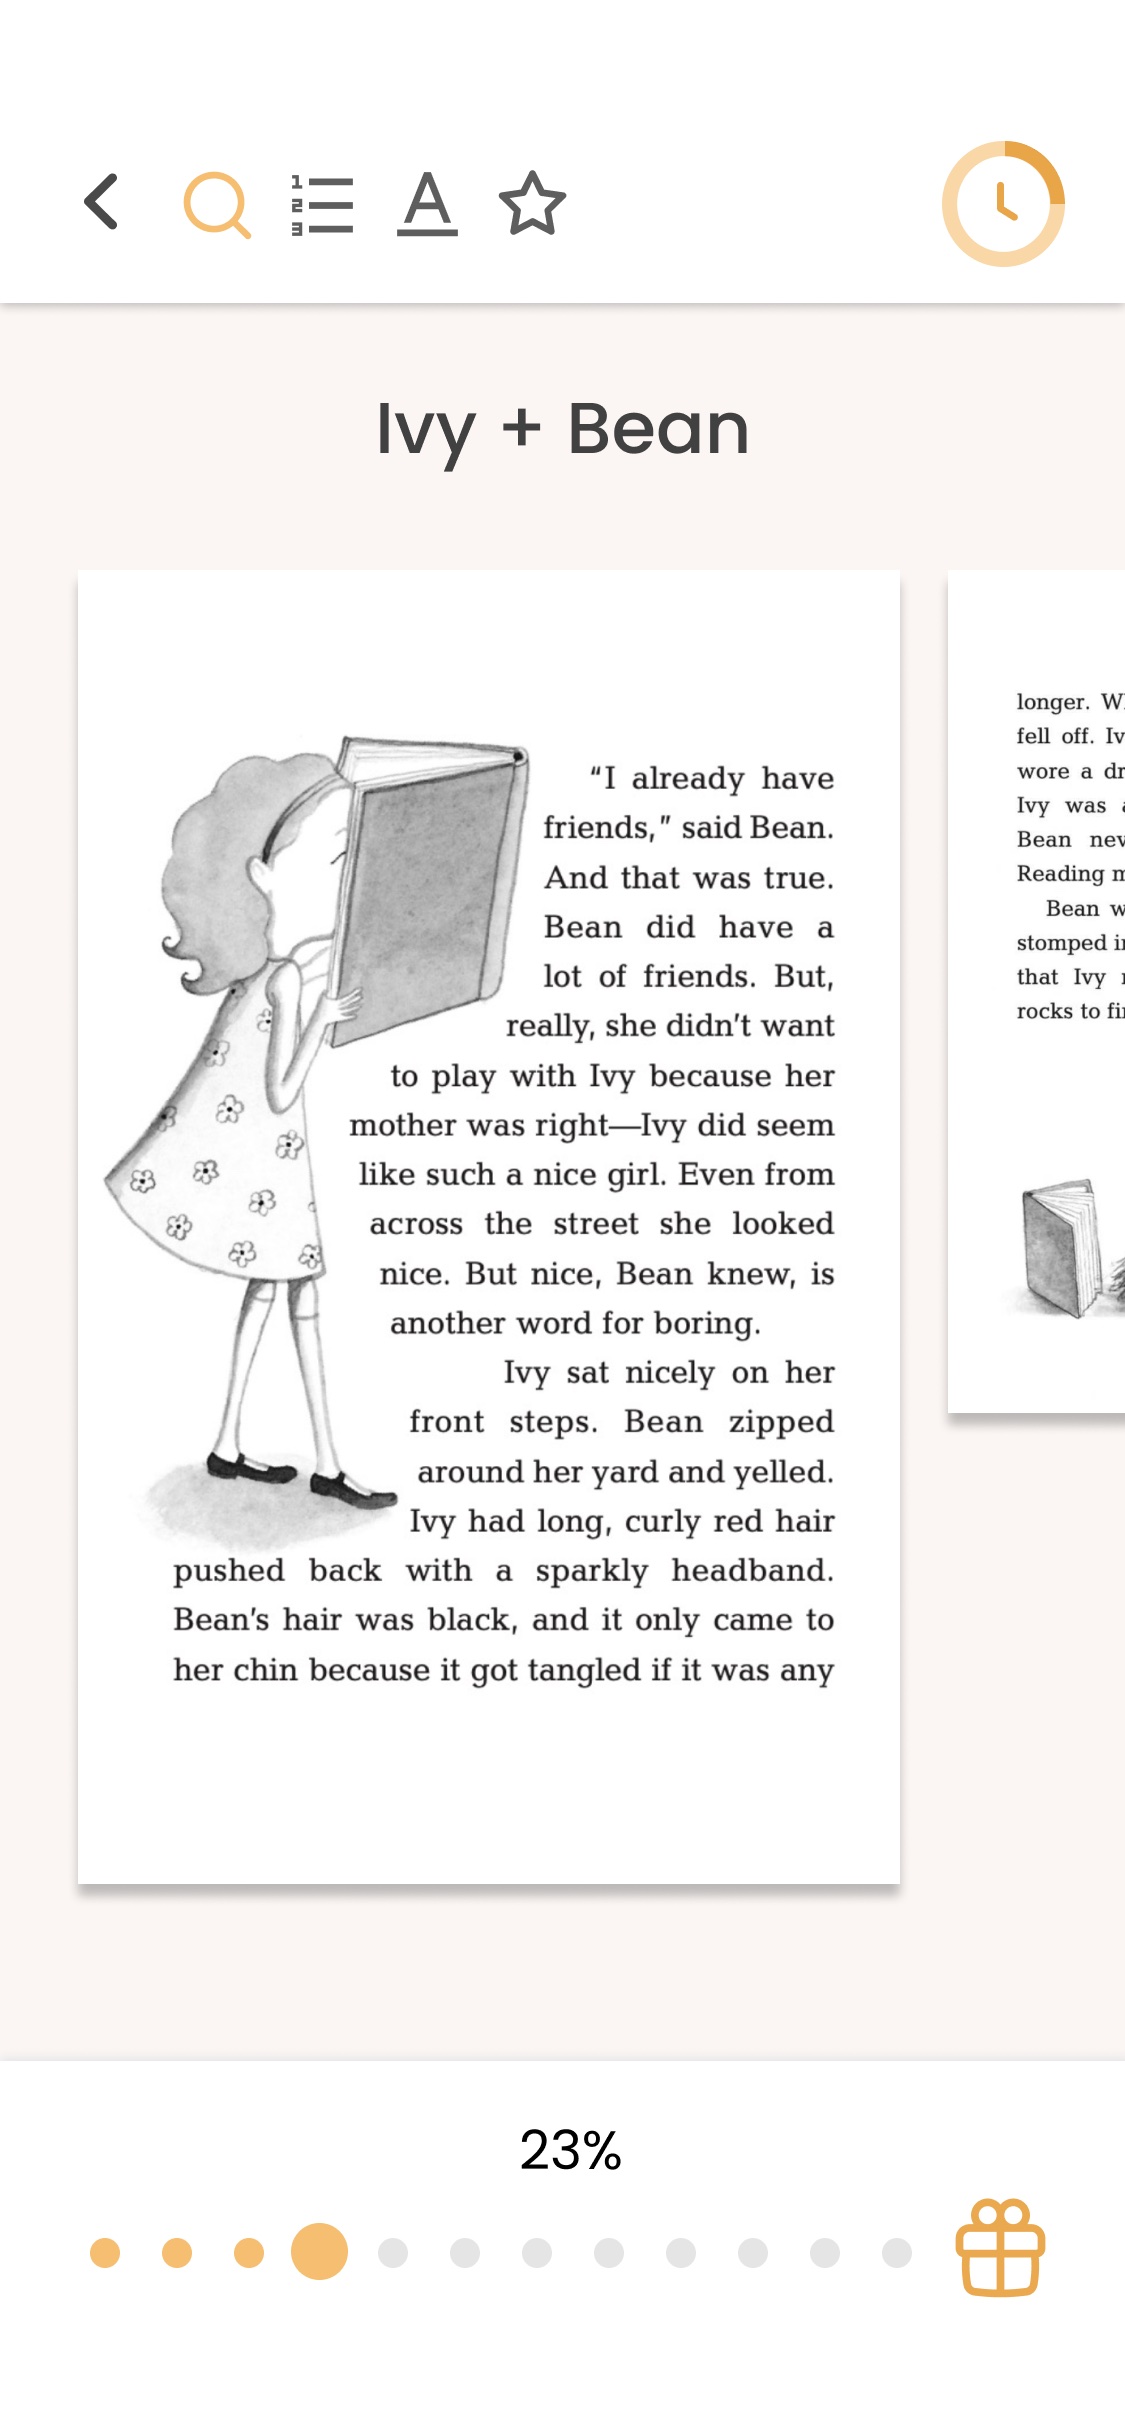 Ivy + Bean
“I already have
friends,” said Bean.
And that was true.
Bean did have a
lot of friends. But,
really, she didn’t want
to play with Ivy because her
mother was right—Ivy did seem
like such a nice girl. Even from
across the street she looked
nice. But nice, Bean knew, is
another word for boring.
Ivy sat nicely on her
front steps. Bean zipped
around her yard and yelled.
Ivy had long, curly red hair
pushed back with a sparkly headband.
Bean’s hair was black, and it only came to
her chin because it got tangled if it was any
longer.
fell off.
wore a
Ivy was
Bean
Reading
Bean
stomped
that Ivy
rocks to
23%